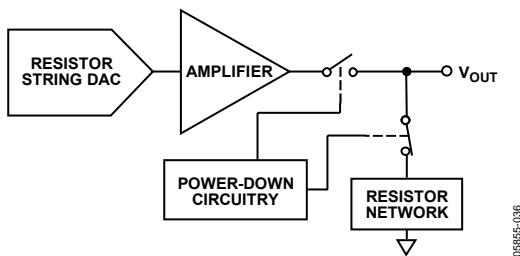 RESISTOR
STRING DAC
AMPLIFIER
VOUT
POWER-DOWN
CIRCUITRY
RESISTOR
NETWORK
05855-036